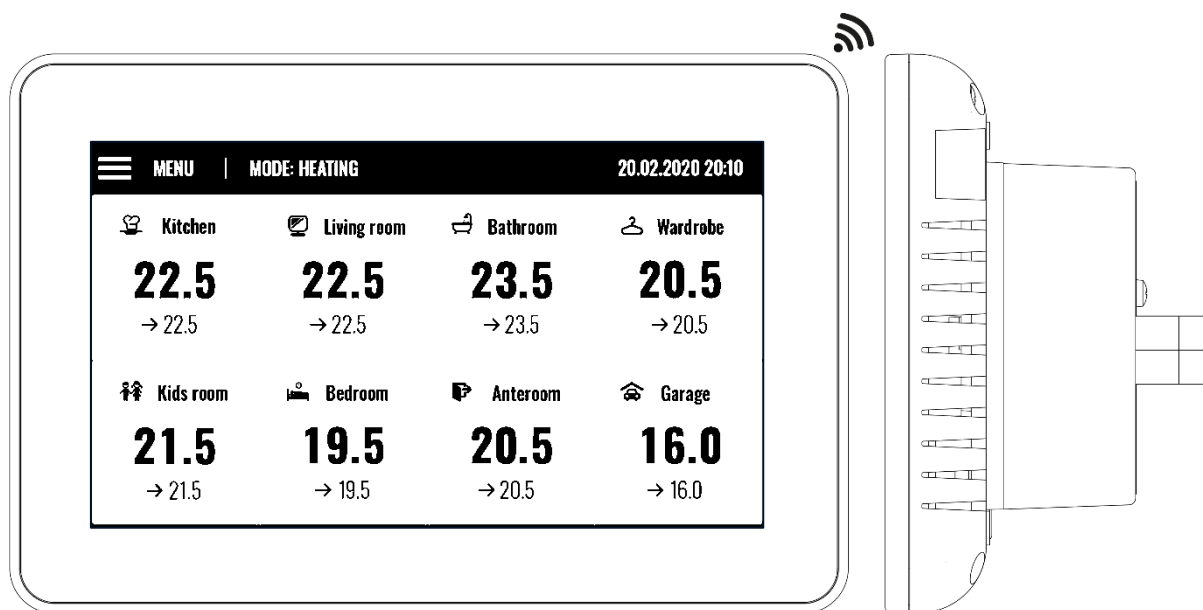 MENU | MODE: HEATING 20.02.2020 20:10
Kitchen Living room Bathroom Wardrobe
22.5 22.5 23.5 20.5
→ 22.5 → 22.5 → 23.5 → 20.5
Kids room Bedroom Anteroom Garage
21.5 19.5 20.5 16.0
→ 21.5 → 19.5 → 20.5 → 16.0